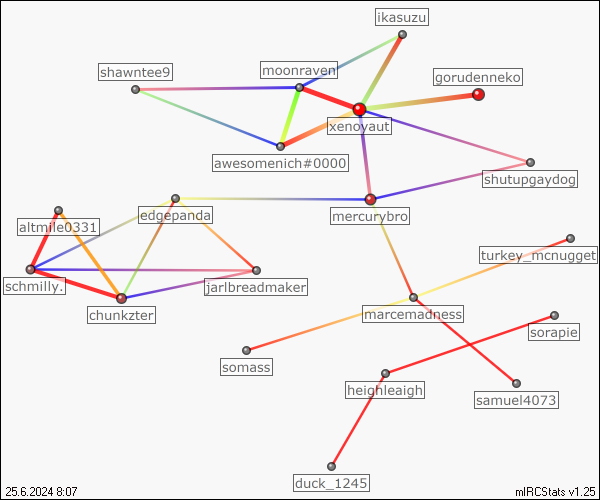 ikasuzu
shawntee9
moonraven
gorudenneko
xenoyaut
awesomenich#0000
shutupgaydog
edgepanda
mercurybro
altmile0331
turkey_mcnugget
schmilly.
jarlbreadmaker
chunkzter
marcemadness
sorapie
somass
heighleaigh
samuel4073
duck_1245
25.6.2024 8:07
mIRCStats v1.25